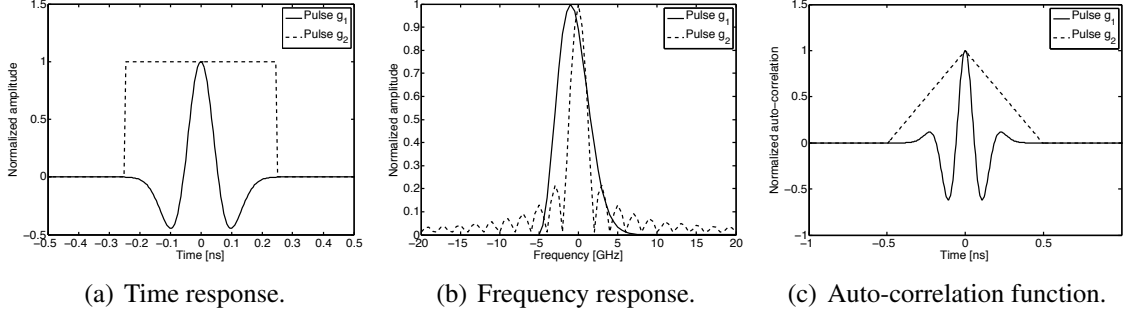 1.5
1
0.5
0
−0.5
−0.5 −0.4 −0.3 −0.2 −0.1 0 0.1 0.2 0.3 0.4 0.5
Time [ns]
Normalized amplitude
Pulse g1
Pulse g2
(a) Time response.
1
0.9
0.8
0.7
0.6
0.5
0.4
0.3
0.2
0.1
0
−20 −15 −10 −5 0 5 10 15 20
Frequency [GHz]
Normalized amplitude
Pulse g1
Pulse g2
(b) Frequency response.
1.5
1
0.5
0
−0.5
−1
−1 −0.5 0 0.5
Time [ns]
Normalized auto−correlation
Pulse g1
Pulse g2
(c) Auto-correlation function.